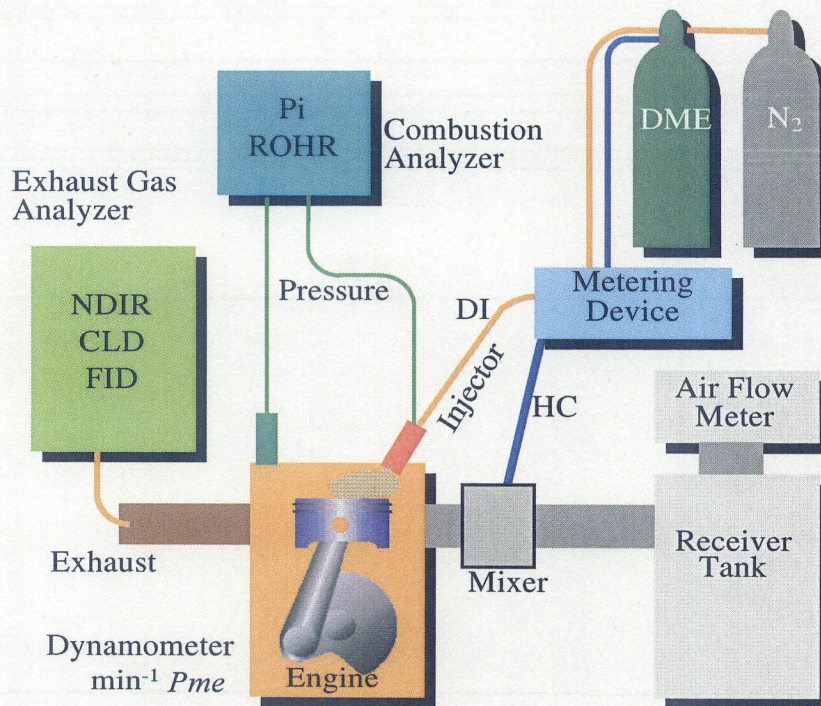 DME
N₂
Pi
ROHR
Combustion
Analyzer
Exhaust Gas
Analyzer
NDIR
CLD
FID
Pressure
Metering
Device
DI
Injector
HC
Air Flow
Meter
Exhaust
Mixer
Receiver
Tank
Dynamometer
min⁻¹ Pme
Engine